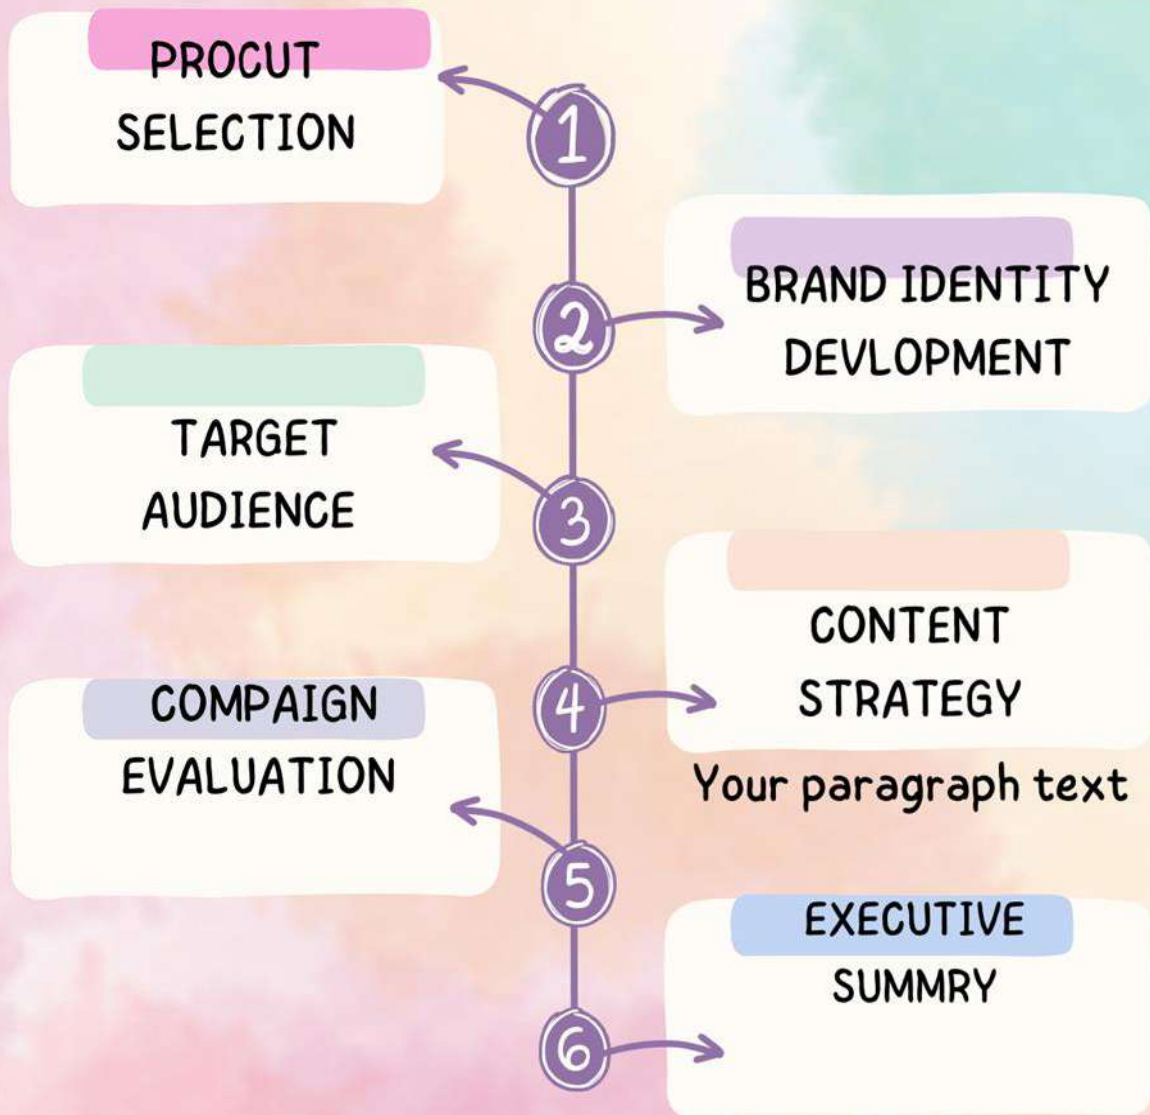 PROCUT
SELECTION
1
2
BRAND IDENTITY
DEVLOPMENT
TARGET
AUDIENCE
3
4
CONTENT
STRATEGY
Your paragraph text
COMPAIGN
EVALUATION
5
6
EXECUTIVE
SUMMRY